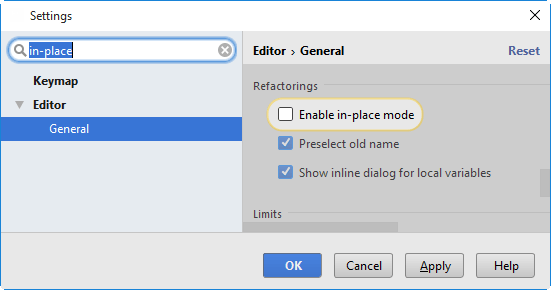 Settings
in-place
Keymap
Editor
General
Editor › General
Reset
Refactorings
Enable in-place mode
Preselect old name
Show inline dialog for local variables
Limits
OK
Cancel
Apply
Help